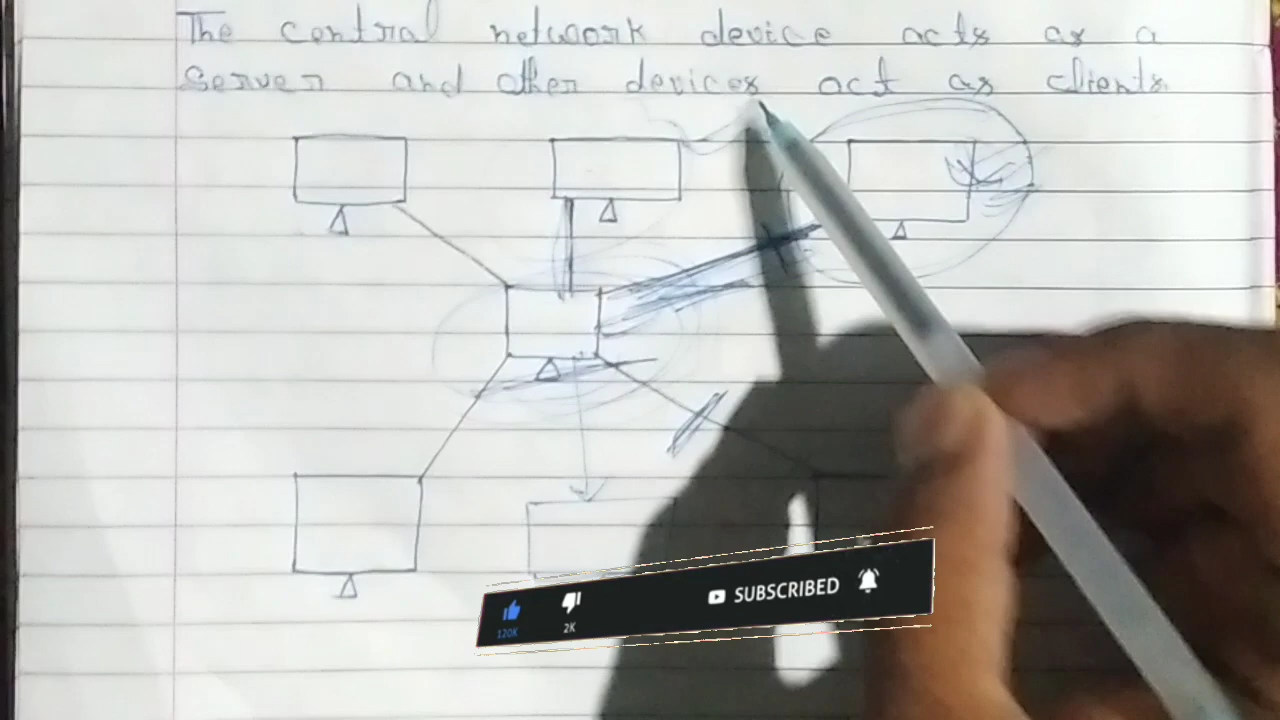 The central network device acts as a
server and other devices act as clients.
120K
2K
SUBSCRIBED